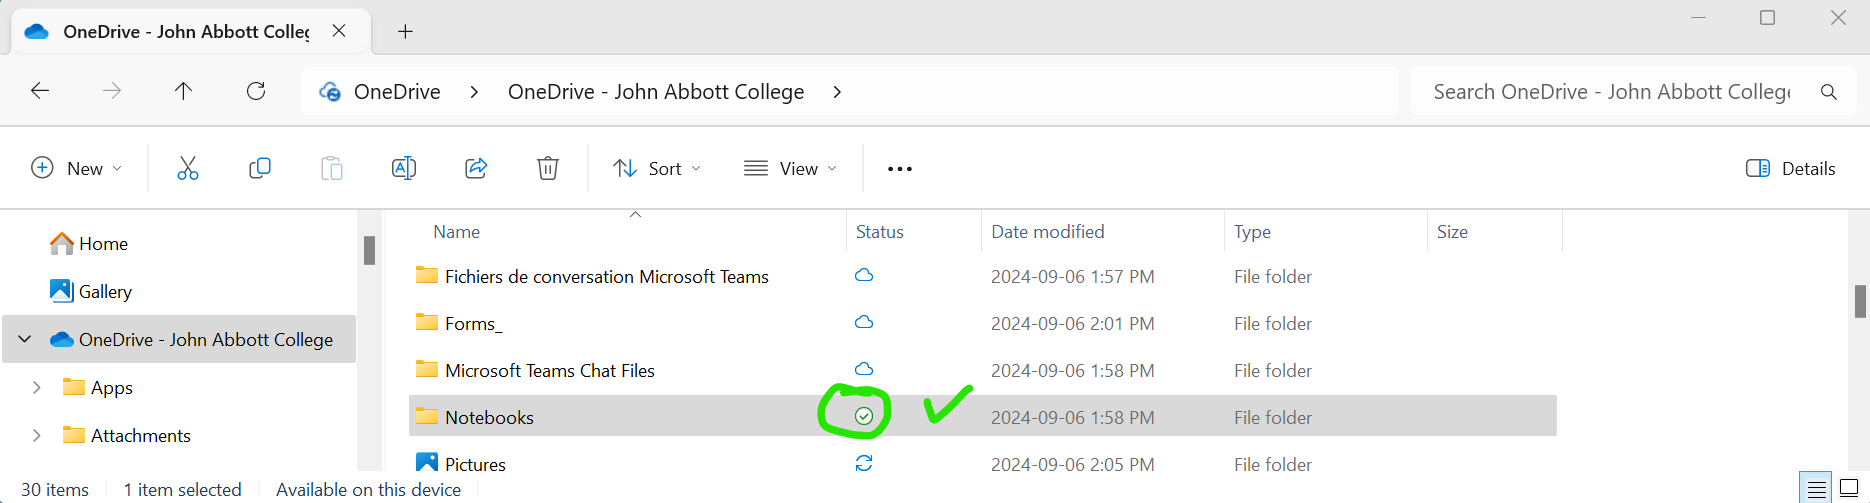 OneDrive - John Abbott Colleg
OneDrive > OneDrive - John Abbott College >
Search OneDrive - John Abbott College
New
Sort
View
Details
Home
Gallery
OneDrive - John Abbott College
Apps
Attachments
Name Status Date modified Type Size
Fichiers de conversation Microsoft Teams 2024-09-06 1:57 PM File folder
Forms_ 2024-09-06 2:01 PM File folder
Microsoft Teams Chat Files 2024-09-06 1:58 PM File folder
Notebooks 2024-09-06 1:58 PM File folder
Pictures 2024-09-06 2:05 PM File folder
30 items 1 item selected Available on this device